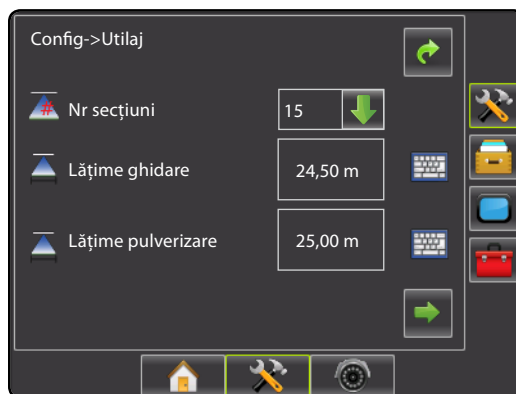 Config->Utilaj
Nr secțiuni 15
Lățime ghidare 24,50 m
Lățime pulverizare 25,00 m